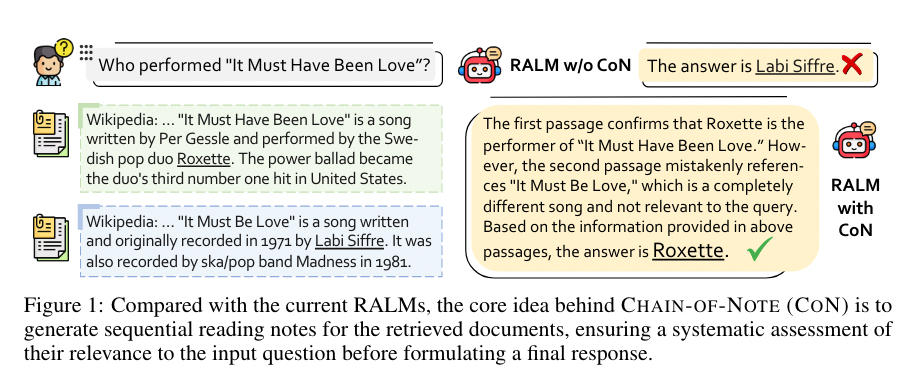 Who performed "It Must Have Been Love"?
Wikipedia: ... "It Must Have Been Love" is a song
written by Per Gessle and performed by the Swe-
dish pop duo Roxette. The power ballad became
the duo's third number one hit in United States.
Wikipedia: ... "It Must Be Love" is a song written
and originally recorded in 1971 by Labi Siffre. It was
also recorded by ska/pop band Madness in 1981.
RALM w/o CoN
The answer is Labi Siffre.
The first passage confirms that Roxette is the
performer of “It Must Have Been Love.” How-
ever, the second passage mistakenly referen-
ces "It Must Be Love," which is a completely
different song and not relevant to the query.
Based on the information provided in above
passages, the answer is Roxette.
RALM
with
CoN
Figure 1: Compared with the current RALMs, the core idea behind CHAIN-OF-NOTE (CON) is to
generate sequential reading notes for the retrieved documents, ensuring a systematic assessment of
their relevance to the input question before formulating a final response.